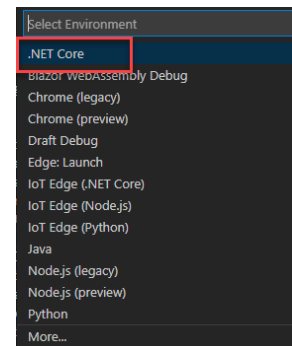 Select Environment
.NET Core
Blazor WebAssembly Debug
Chrome (legacy)
Chrome (preview)
Draft Debug
Edge: Launch
IoT Edge (.NET Core)
IoT Edge (Node.js)
IoT Edge (Python)
Java
Node.js (legacy)
Node.js (preview)
Python
More...